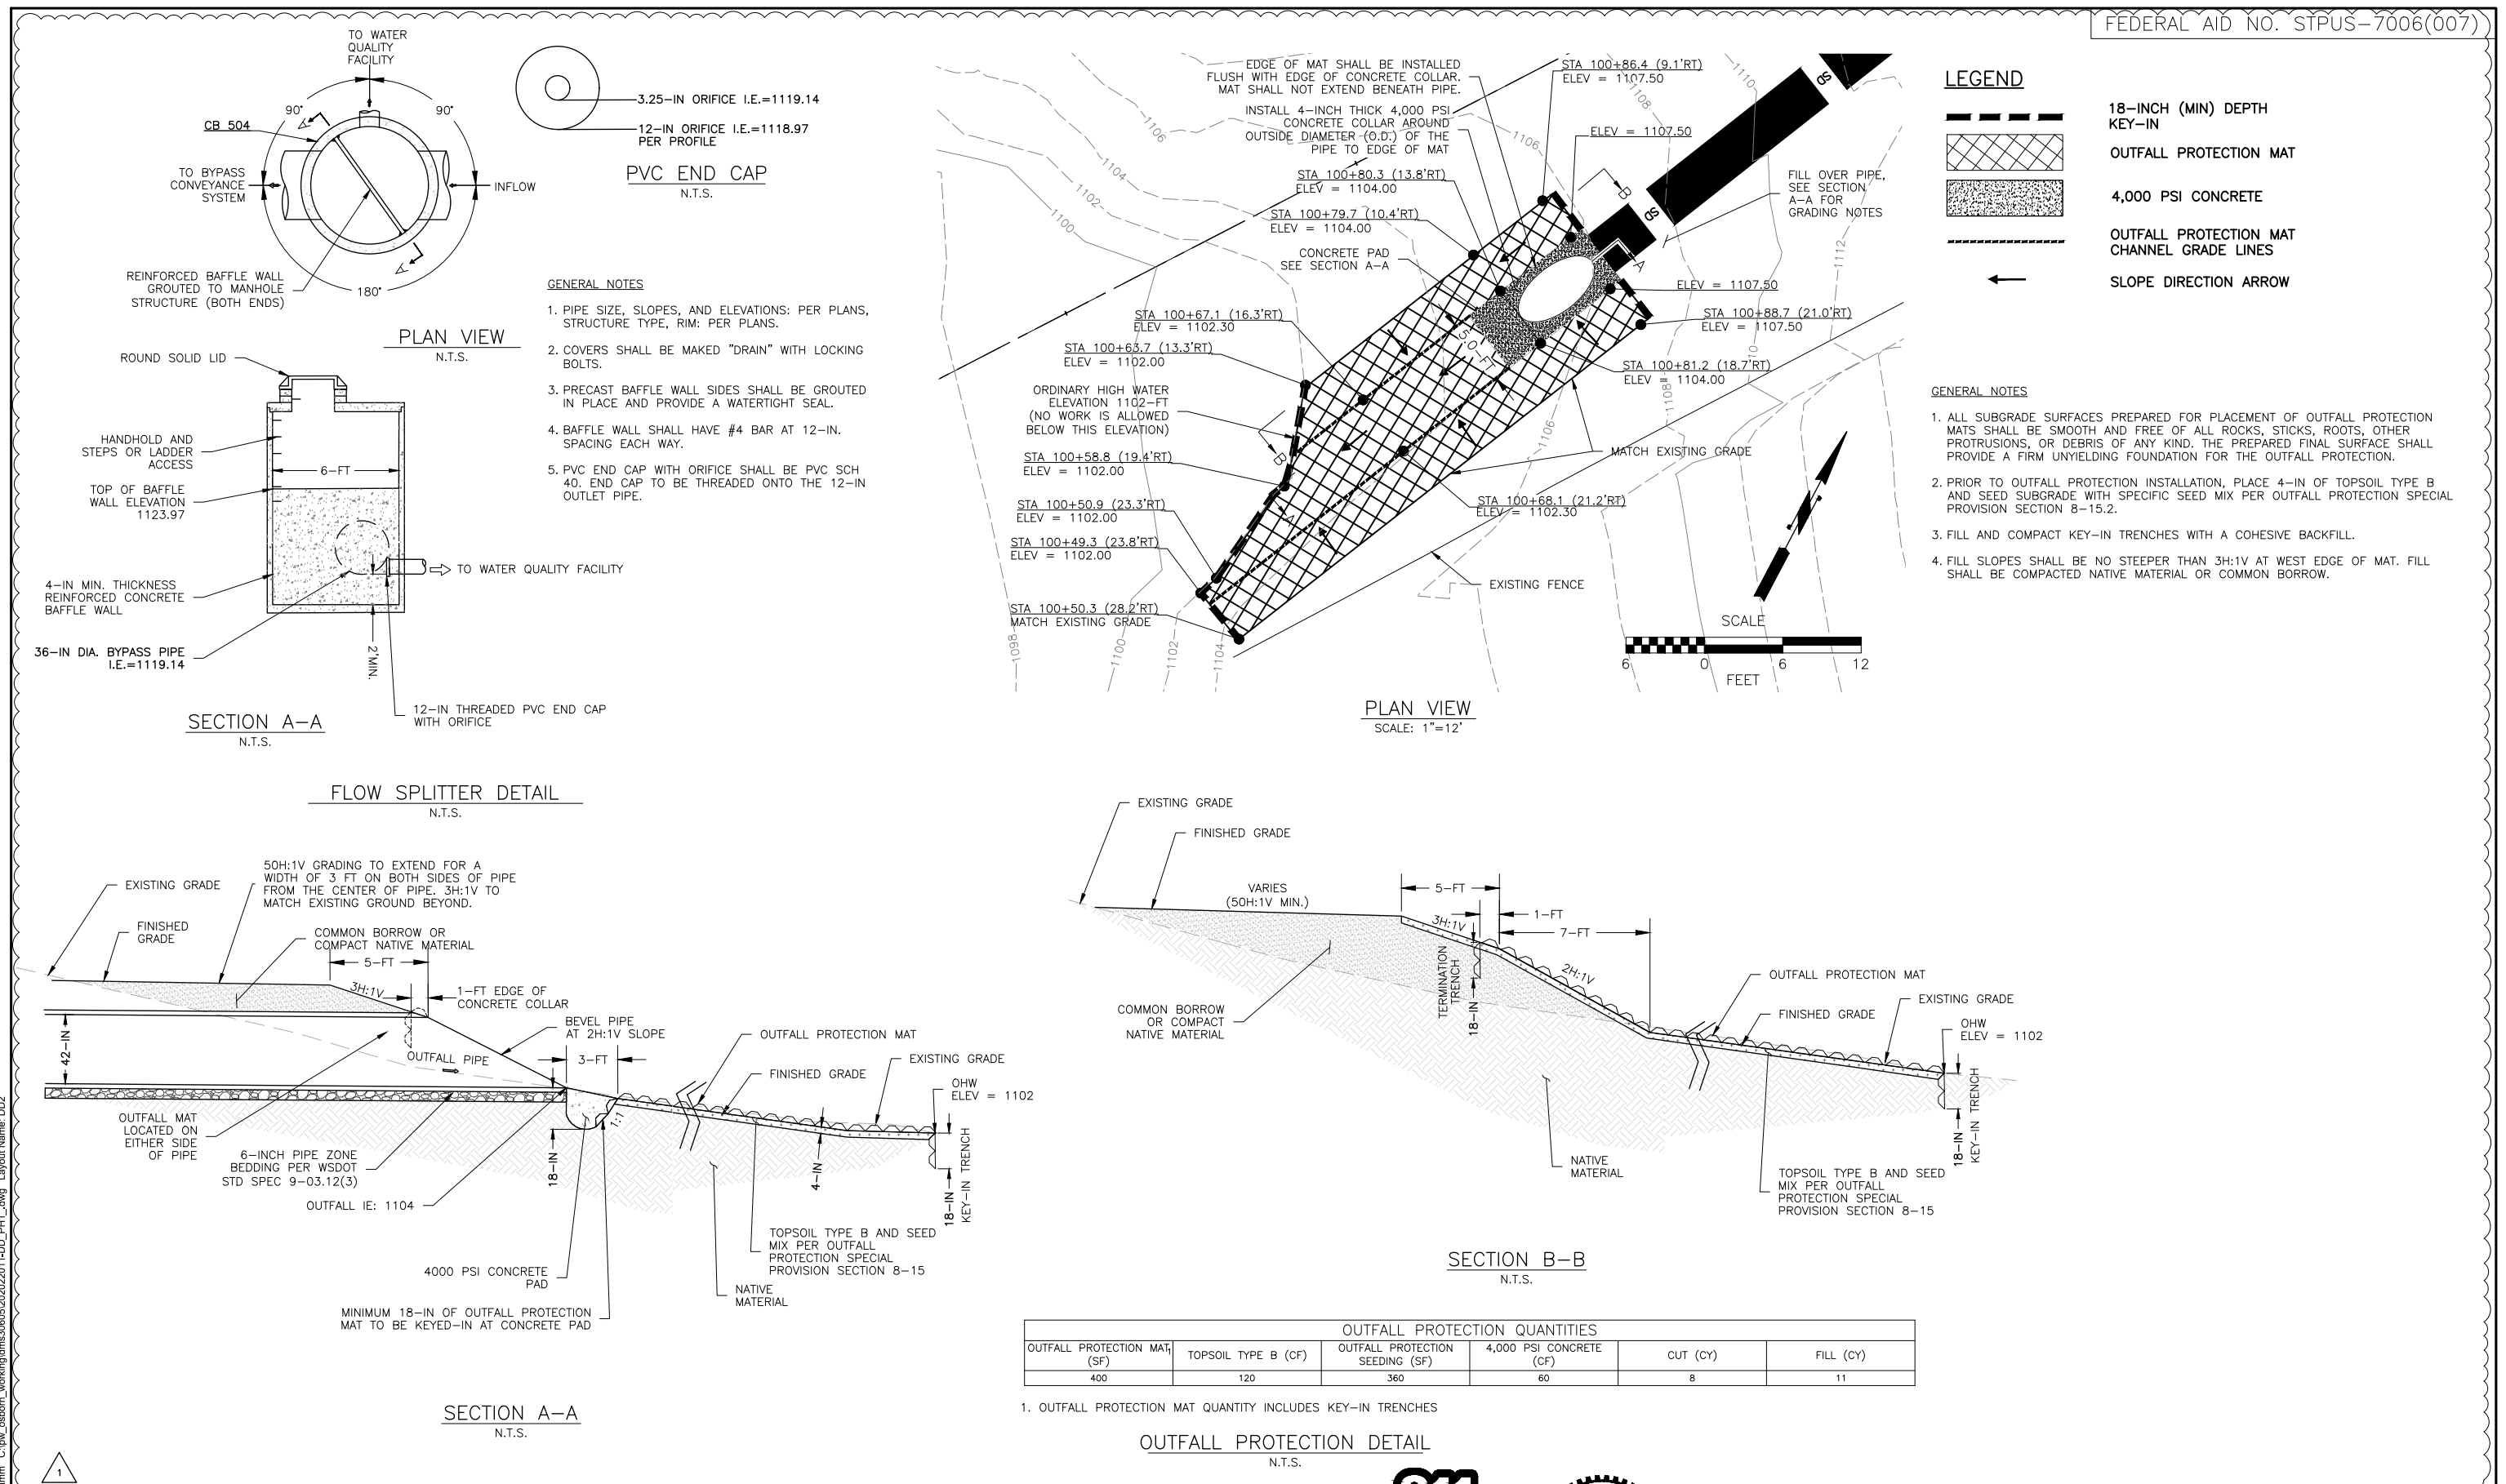 FEDERAL AID NO. STPUS-7006(007)
TO WATER
QUALITY
FACILITY
90°
90°
CB 504
A
TO BYPASS
CONVEYANCE
SYSTEM
INFLOW
A
REINFORCED BAFFLE WALL
GROUTED TO MANHOLE
STRUCTURE (BOTH ENDS)
180°
PLAN VIEW
N.T.S.
3.25-IN ORIFICE I.E.=1119.14
12-IN ORIFICE I.E.=1118.97
PER PROFILE
PVC END CAP
N.T.S.
GENERAL NOTES
1. PIPE SIZE, SLOPES, AND ELEVATIONS: PER PLANS,
STRUCTURE TYPE, RIM: PER PLANS.
2. COVERS SHALL BE MAKED "DRAIN" WITH LOCKING
BOLTS.
3. PRECAST BAFFLE WALL SIDES SHALL BE GROUTED
IN PLACE AND PROVIDE A WATERTIGHT SEAL.
4. BAFFLE WALL SHALL HAVE #4 BAR AT 12-IN.
SPACING EACH WAY.
5. PVC END CAP WITH ORIFICE SHALL BE PVC SCH
40. END CAP TO BE THREADED ONTO THE 12-IN
OUTLET PIPE.
ROUND SOLID LID
HANDHOLD AND
STEPS OR LADDER
ACCESS
6-FT
TOP OF BAFFLE
WALL ELEVATION
1123.97
TO WATER QUALITY FACILITY
4-IN MIN. THICKNESS
REINFORCED CONCRETE
BAFFLE WALL
36-IN DIA. BYPASS PIPE
I.E.=1119.14
2'MIN.
12-IN THREADED PVC END CAP
WITH ORIFICE
SECTION A-A
N.T.S.
FLOW SPLITTER DETAIL
N.T.S.
EDGE OF MAT SHALL BE INSTALLED
FLUSH WITH EDGE OF CONCRETE COLLAR.
MAT SHALL NOT EXTEND BENEATH PIPE.
INSTALL 4-INCH THICK 4,000 PSI
CONCRETE COLLAR AROUND
OUTSIDE DIAMETER (O.D.) OF THE
PIPE TO EDGE OF MAT
STA 100+86.4 (9.1'RT)
ELEV = 1107.50
ELEV = 1107.50
STA 100+80.3 (13.8'RT)
ELEV = 1104.00
STA 100+79.7 (10.4'RT)
ELEV = 1104.00
CONCRETE PAD
SEE SECTION A-A
FILL OVER PIPE,
SEE SECTION
A-A FOR
GRADING NOTES
SD
SD
B
A
5.0-FT
ELEV = 1107.50
STA 100+88.7 (21.0'RT)
ELEV = 1107.50
STA 100+67.1 (16.3'RT)
ELEV = 1102.30
STA 100+63.7 (13.3'RT)
ELEV = 1102.00
STA 100+81.2 (18.7'RT)
ELEV = 1104.00
ORDINARY HIGH WATER
ELEVATION 1102-FT
(NO WORK IS ALLOWED
BELOW THIS ELEVATION)
B
A
MATCH EXISTING GRADE
STA 100+58.8 (19.4'RT)
ELEV = 1102.00
STA 100+68.1 (21.2'RT)
ELEV = 1102.30
STA 100+50.9 (23.3'RT)
ELEV = 1102.00
STA 100+49.3 (23.8'RT)
ELEV = 1102.00
EXISTING FENCE
STA 100+50.3 (28.2'RT)
MATCH EXISTING GRADE
1106
1104
1102
1100
1110
1108
1106
1112
1110
1108
1106
1098
1100
1102
1104
SCALE
6 0 6 12
FEET
PLAN VIEW
SCALE: 1"=12'
LEGEND
18-INCH (MIN) DEPTH
KEY-IN
OUTFALL PROTECTION MAT
4,000 PSI CONCRETE
OUTFALL PROTECTION MAT
CHANNEL GRADE LINES
SLOPE DIRECTION ARROW
GENERAL NOTES
1. ALL SUBGRADE SURFACES PREPARED FOR PLACEMENT OF OUTFALL PROTECTION
MATS SHALL BE SMOOTH AND FREE OF ALL ROCKS, STICKS, ROOTS, OTHER
PROTRUSIONS, OR DEBRIS OF ANY KIND. THE PREPARED FINAL SURFACE SHALL
PROVIDE A FIRM UNYIELDING FOUNDATION FOR THE OUTFALL PROTECTION.
2. PRIOR TO OUTFALL PROTECTION INSTALLATION, PLACE 4-IN OF TOPSOIL TYPE B
AND SEED SUBGRADE WITH SPECIFIC SEED MIX PER OUTFALL PROTECTION SPECIAL
PROVISION SECTION 8-15.2.
3. FILL AND COMPACT KEY-IN TRENCHES WITH A COHESIVE BACKFILL.
4. FILL SLOPES SHALL BE NO STEEPER THAN 3H:1V AT WEST EDGE OF MAT. FILL
SHALL BE COMPACTED NATIVE MATERIAL OR COMMON BORROW.
EXISTING GRADE
50H:1V GRADING TO EXTEND FOR A
WIDTH OF 3 FT ON BOTH SIDES OF PIPE
FROM THE CENTER OF PIPE. 3H:1V TO
MATCH EXISTING GROUND BEYOND.
FINISHED
GRADE
COMMON BORROW OR
COMPACT NATIVE MATERIAL
5-FT
3H:1V
1-FT EDGE OF
CONCRETE COLLAR
BEVEL PIPE
AT 2H:1V SLOPE
42-IN
OUTFALL PIPE
3-FT
OUTFALL PROTECTION MAT
FINISHED GRADE
EXISTING GRADE
OHW
ELEV = 1102
1:1
OUTFALL MAT
LOCATED ON
EITHER SIDE
OF PIPE
6-INCH PIPE ZONE
BEDDING PER WSDOT
STD SPEC 9-03.12(3)
OUTFALL IE: 1104
18-IN
4-IN
18-IN
KEY-IN TRENCH
TOPSOIL TYPE B AND SEED
MIX PER OUTFALL
PROTECTION SPECIAL
PROVISION SECTION 8-15
4000 PSI CONCRETE
PAD
NATIVE
MATERIAL
MINIMUM 18-IN OF OUTFALL PROTECTION
MAT TO BE KEYED-IN AT CONCRETE PAD
SECTION A-A
N.T.S.
EXISTING GRADE
FINISHED GRADE
VARIES
(50H:1V MIN.)
5-FT
1-FT
3H:1V
7-FT
2H:1V
TERMINATION
TRENCH
18-IN
COMMON BORROW
OR COMPACT
NATIVE MATERIAL
OUTFALL PROTECTION MAT
EXISTING GRADE
FINISHED GRADE
OHW
ELEV = 1102
18-IN
KEY-IN TRENCH
NATIVE
MATERIAL
TOPSOIL TYPE B AND SEED
MIX PER OUTFALL
PROTECTION SPECIAL
PROVISION SECTION 8-15
SECTION B-B
N.T.S.
OUTFALL PROTECTION QUANTITIES
OUTFALL PROTECTION MAT1 (SF) TOPSOIL TYPE B (CF) OUTFALL PROTECTION SEEDING (SF) 4,000 PSI CONCRETE (CF) CUT (CY) FILL (CY)
400 120 360 60 8 11
1. OUTFALL PROTECTION MAT QUANTITY INCLUDES KEY-IN TRENCHES
OUTFALL PROTECTION DETAIL
N.T.S.
1